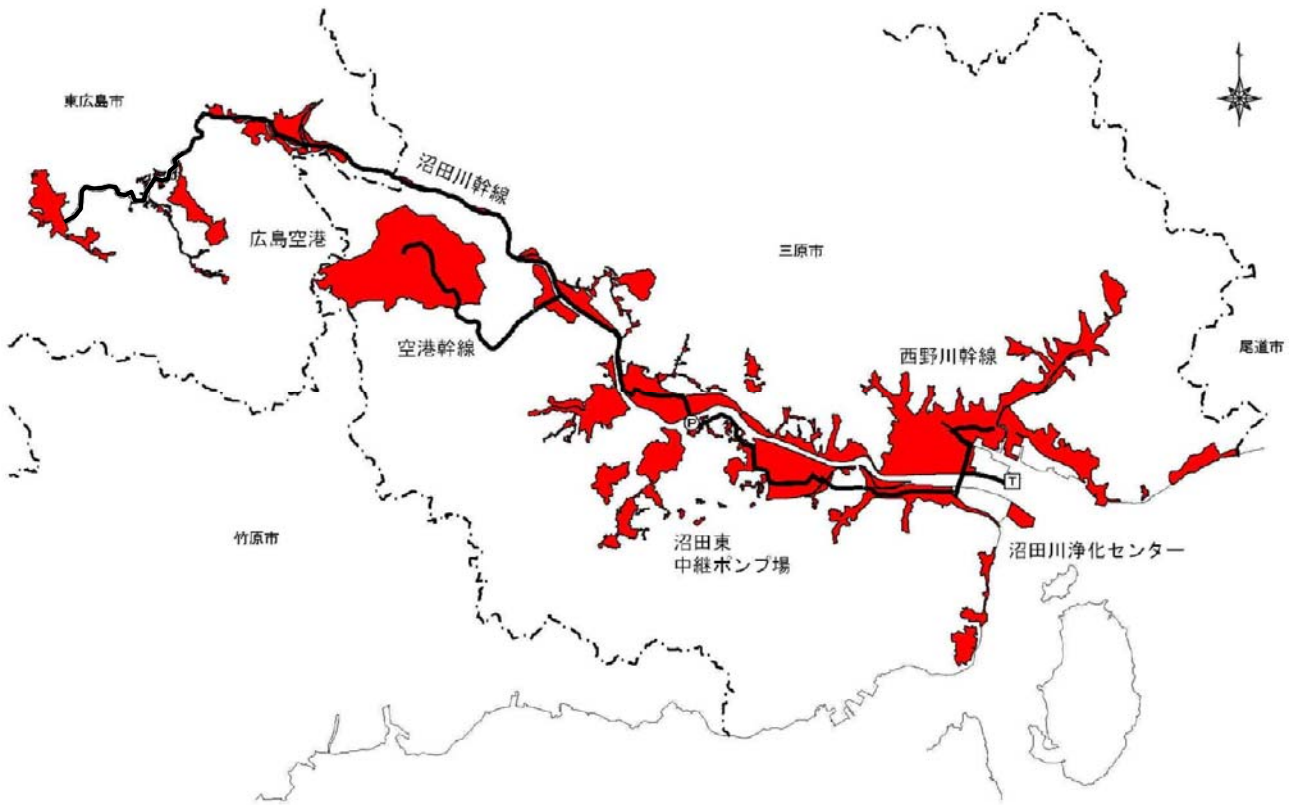 東広島市
沼田川幹線
広島空港
三原市
空港幹線
西野川幹線
尾道市
P
T
竹原市
沼田東
中継ポンプ場
沼田川浄化センター